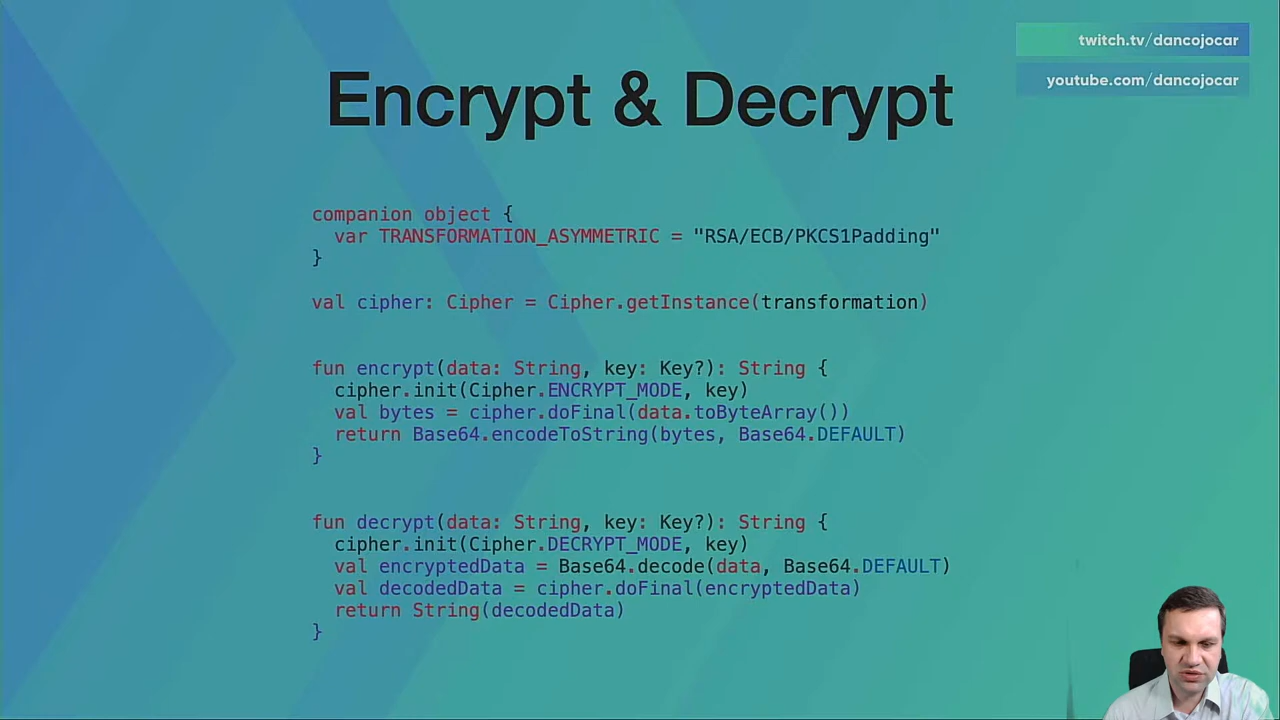 twitch.tv/dancojocar
youtube.com/dancojocar
Encrypt & Decrypt
companion object {
  var TRANSFORMATION_ASYMMETRIC = "RSA/ECB/PKCS1Padding"
}
val cipher: Cipher = Cipher.getInstance(transformation)
fun encrypt(data: String, key: Key?): String {
  cipher.init(Cipher.ENCRYPT_MODE, key)
  val bytes = cipher.doFinal(data.toByteArray())
  return Base64.encodeToString(bytes, Base64.DEFAULT)
}
fun decrypt(data: String, key: Key?): String {
  cipher.init(Cipher.DECRYPT_MODE, key)
  val encryptedData = Base64.decode(data, Base64.DEFAULT)
  val decodedData = cipher.doFinal(encryptedData)
  return String(decodedData)
}